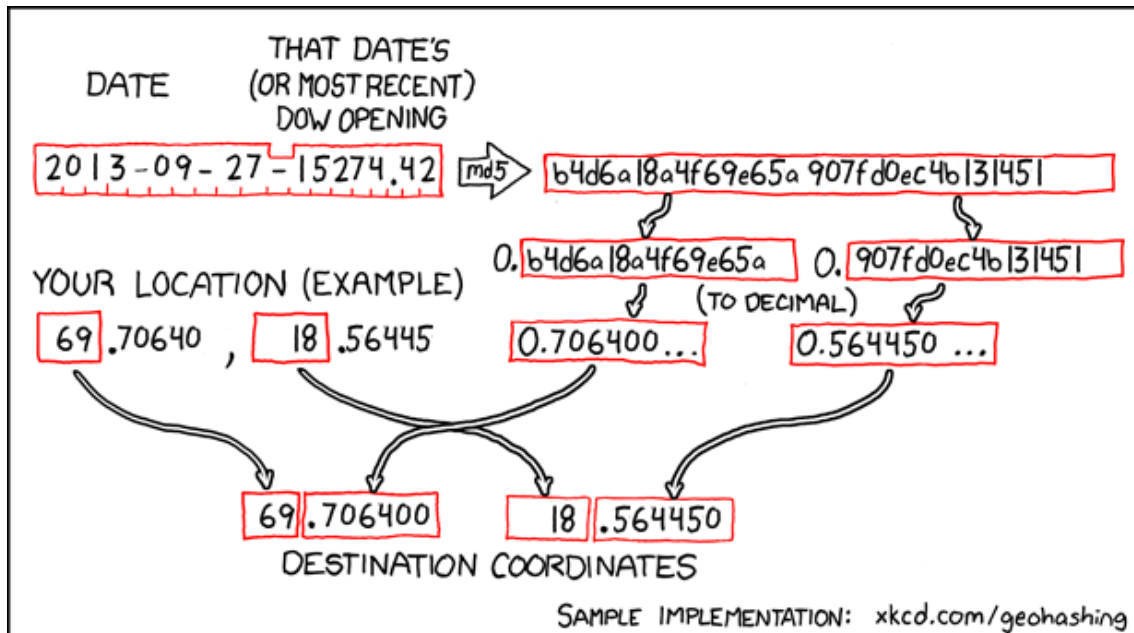 DATE
THAT DATE'S
(OR MOST RECENT)
DOW OPENING
2013-09-27-15274.42
md5
b4d6a18a4f69e65a907fd0ec4b131451
0.b4d6a18a4f69e65a
0.907fd0ec4b131451
YOUR LOCATION (EXAMPLE)
(TO DECIMAL)
69.70640, 18.56445
0.706400...
0.564450...
69.706400
18.564450
DESTINATION COORDINATES
SAMPLE IMPLEMENTATION: xkcd.com/geohashing